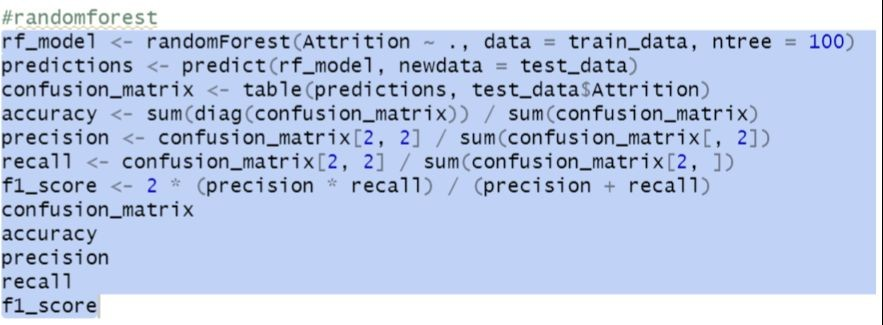 #randomforest
rf_model <- randomForest(Attrition ~ ., data = train_data, ntree = 100)
predictions <- predict(rf_model, newdata = test_data)
confusion_matrix <- table(predictions, test_data$Attrition)
accuracy <- sum(diag(confusion_matrix)) / sum(confusion_matrix)
precision <- confusion_matrix[2, 2] / sum(confusion_matrix[, 2])
recall <- confusion_matrix[2, 2] / sum(confusion_matrix[2, ])
f1_score <- 2 * (precision * recall) / (precision + recall)
confusion_matrix
accuracy
precision
recall
f1_score